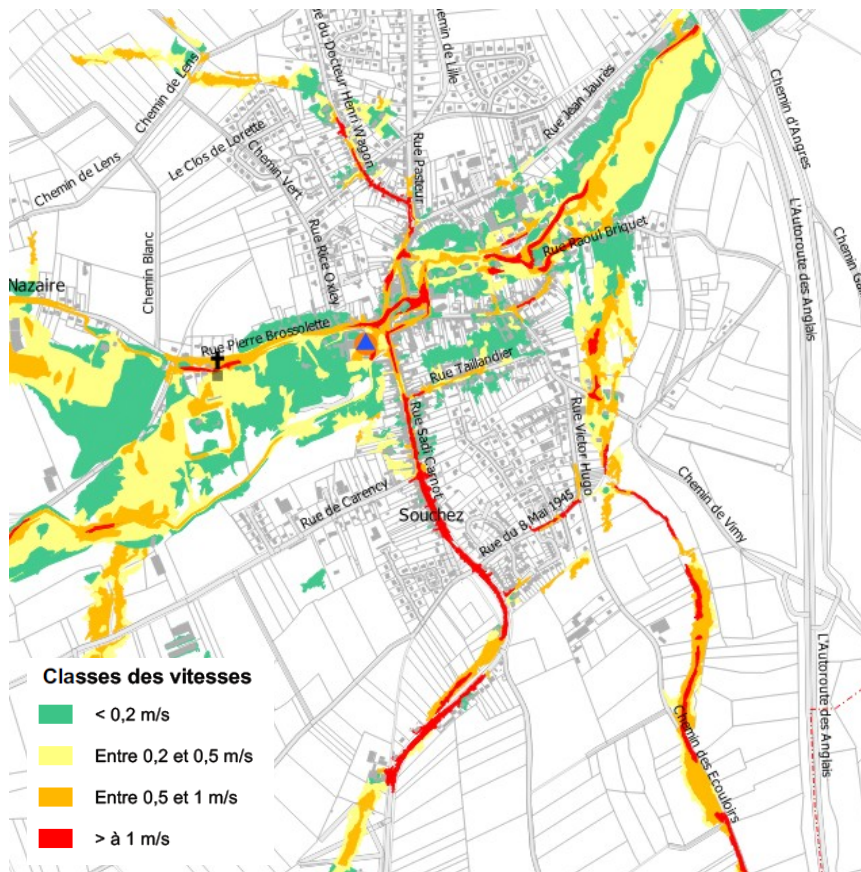 Chemin de Lille
Rue du Docteur Henri Wagon
Chemin de Lens
Rue Jean Jaurès
Chemin d'Angres
Le Clos de Lorette
Chemin Vert
Rue Pasteur
Chemin de Lens
L'Autoroute des Anglais
Rue Rice Oxley
Rue Raoul Briquet
Chemin Blanc
Nazaire
Rue Pierre Brossolette
Rue Taillandier
Rue Sadi Carnot
Rue Victor Hugo
Rue de Carency
Souchez
Rue du 8 Mai 1945
Chemin de Vimy
L'Autoroute des Anglais
Chemin des Ecouloirs
Classes des vitesses
< 0,2 m/s
Entre 0,2 et 0,5 m/s
Entre 0,5 et 1 m/s
> à 1 m/s